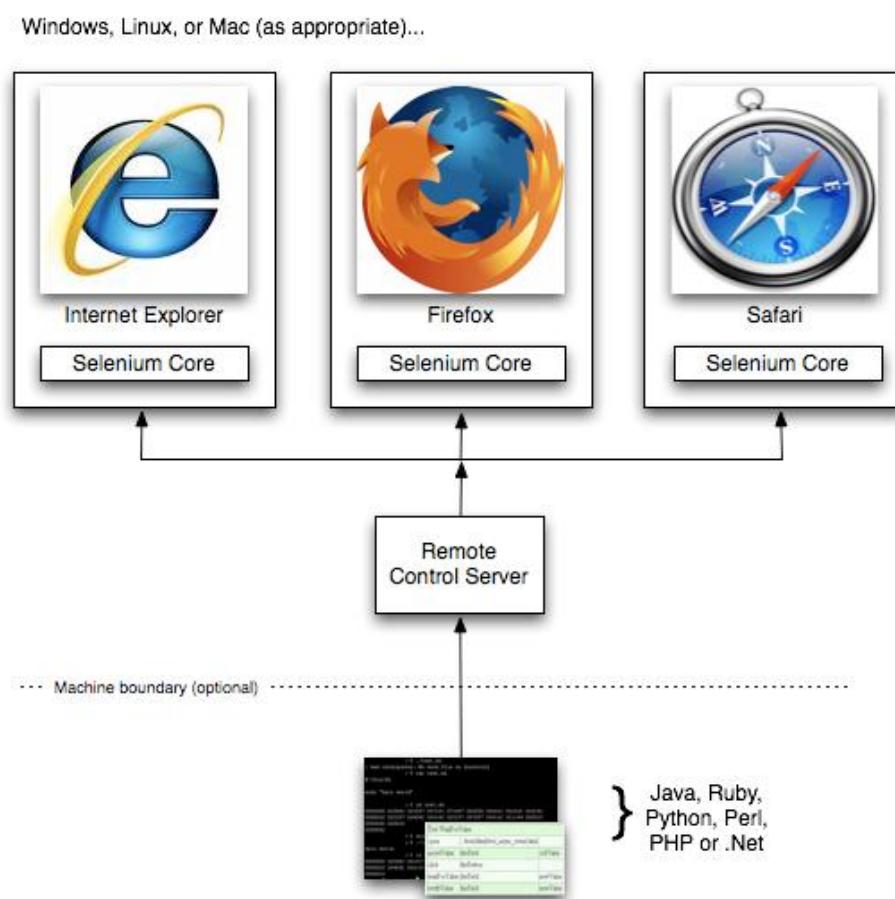 Windows, Linux, or Mac (as appropriate)...
Internet Explorer
Firefox
Safari
Selenium Core
Selenium Core
Selenium Core
N
E
S
W
Remote
Control Server
Machine boundary (optional)
Java, Ruby,
Python, Perl,
PHP or .Net